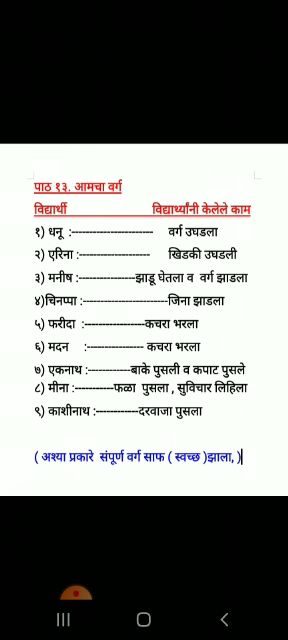 पाठ १३. आमचा वर्ग
विद्यार्थी विद्यार्थ्यांनी केलेले काम
१) धनू :----------------------- वर्ग उघडला
२) एरिना :-------------------- खिडकी उघडली
३) मनीष :----------------झाडू घेतला व वर्ग झाडला
४)चिनप्पा :------------------------जिना झाडला
५) फरीदा :-----------------कचरा भरला
६) मदन :---------------- कचरा भरला
७) एकनाथ :------------बाके पुसली व कपाट पुसले
८) मीना :-----------फळा पुसला , सुविचार लिहिला
९) काशीनाथ :------------दरवाजा पुसला
( अश्या प्रकारे संपूर्ण वर्ग साफ ( स्वच्छ )झाला, )